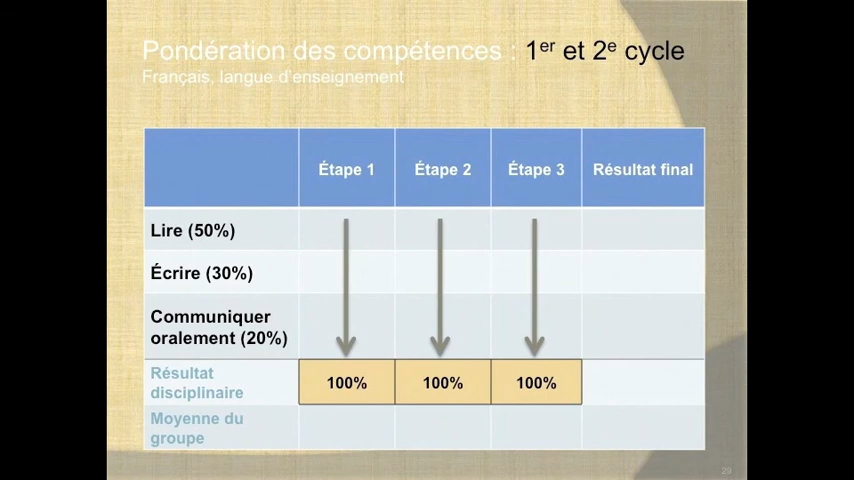 Pondération des compétences : 1er et 2e cycle
Français, langue d'enseignement
Étape 1 Étape 2 Étape 3 Résultat final
Lire (50%)
Écrire (30%)
Communiquer
oralement (20%)
Résultat
disciplinaire
100% 100% 100%
Moyenne du
groupe
29